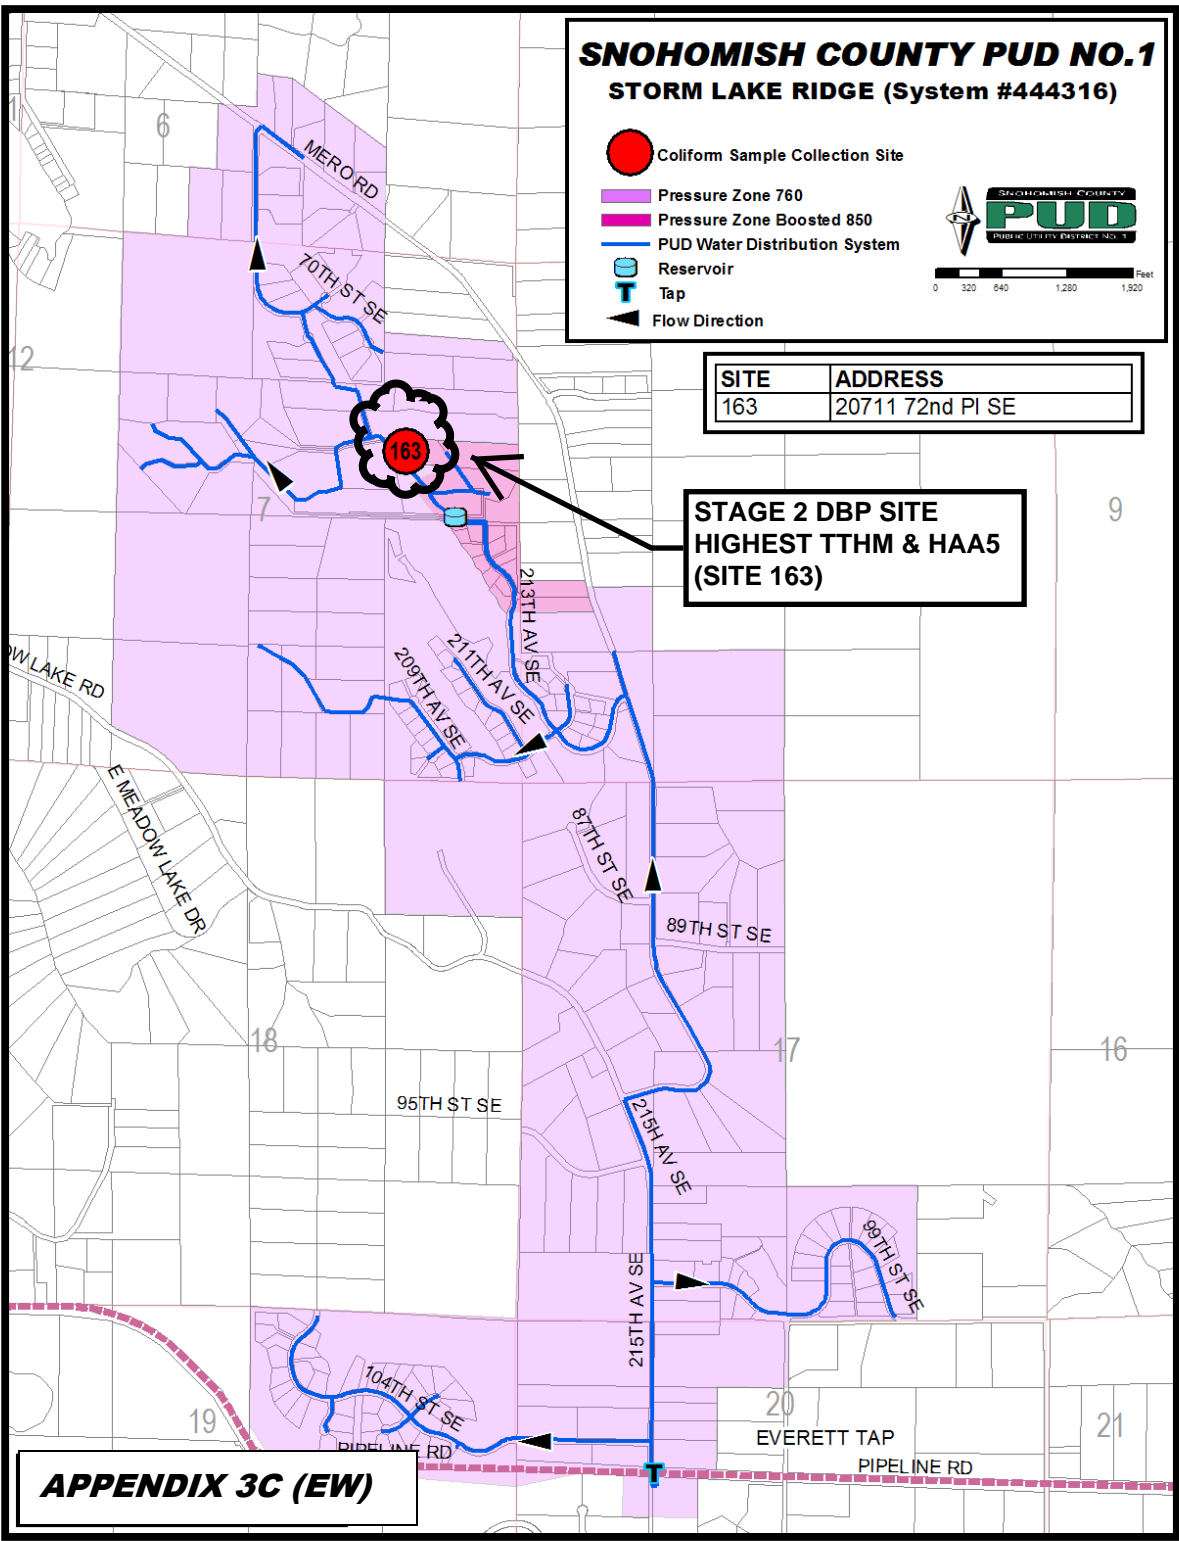 SNOHOMISH COUNTY PUD NO.1
STORM LAKE RIDGE (System #444316)
Coliform Sample Collection Site
Pressure Zone 760
Pressure Zone Boosted 850
PUD Water Distribution System
Reservoir
T Tap
Flow Direction
N
SNOHOMISH COUNTY
PUD
PUBLIC UTILITY DISTRICT NO. 1
Feet
0 320 640 1,280 1,920
SITE ADDRESS
163 20711 72nd Pl SE
1
6
MERO RD
70TH ST SE
12
163
7
9
STAGE 2 DBP SITE
HIGHEST TTHM & HAA5
(SITE 163)
213TH AV SE
211TH AV SE
209TH AV SE
OW LAKE RD
E MEADOW LAKE DR
87TH ST SE
89TH ST SE
18
17
16
95TH ST SE
215H AV SE
99TH ST SE
215TH AV SE
104TH ST SE
19
20
21
EVERETT TAP
PIPELINE RD
PIPELINE RD
T
APPENDIX 3C (EW)